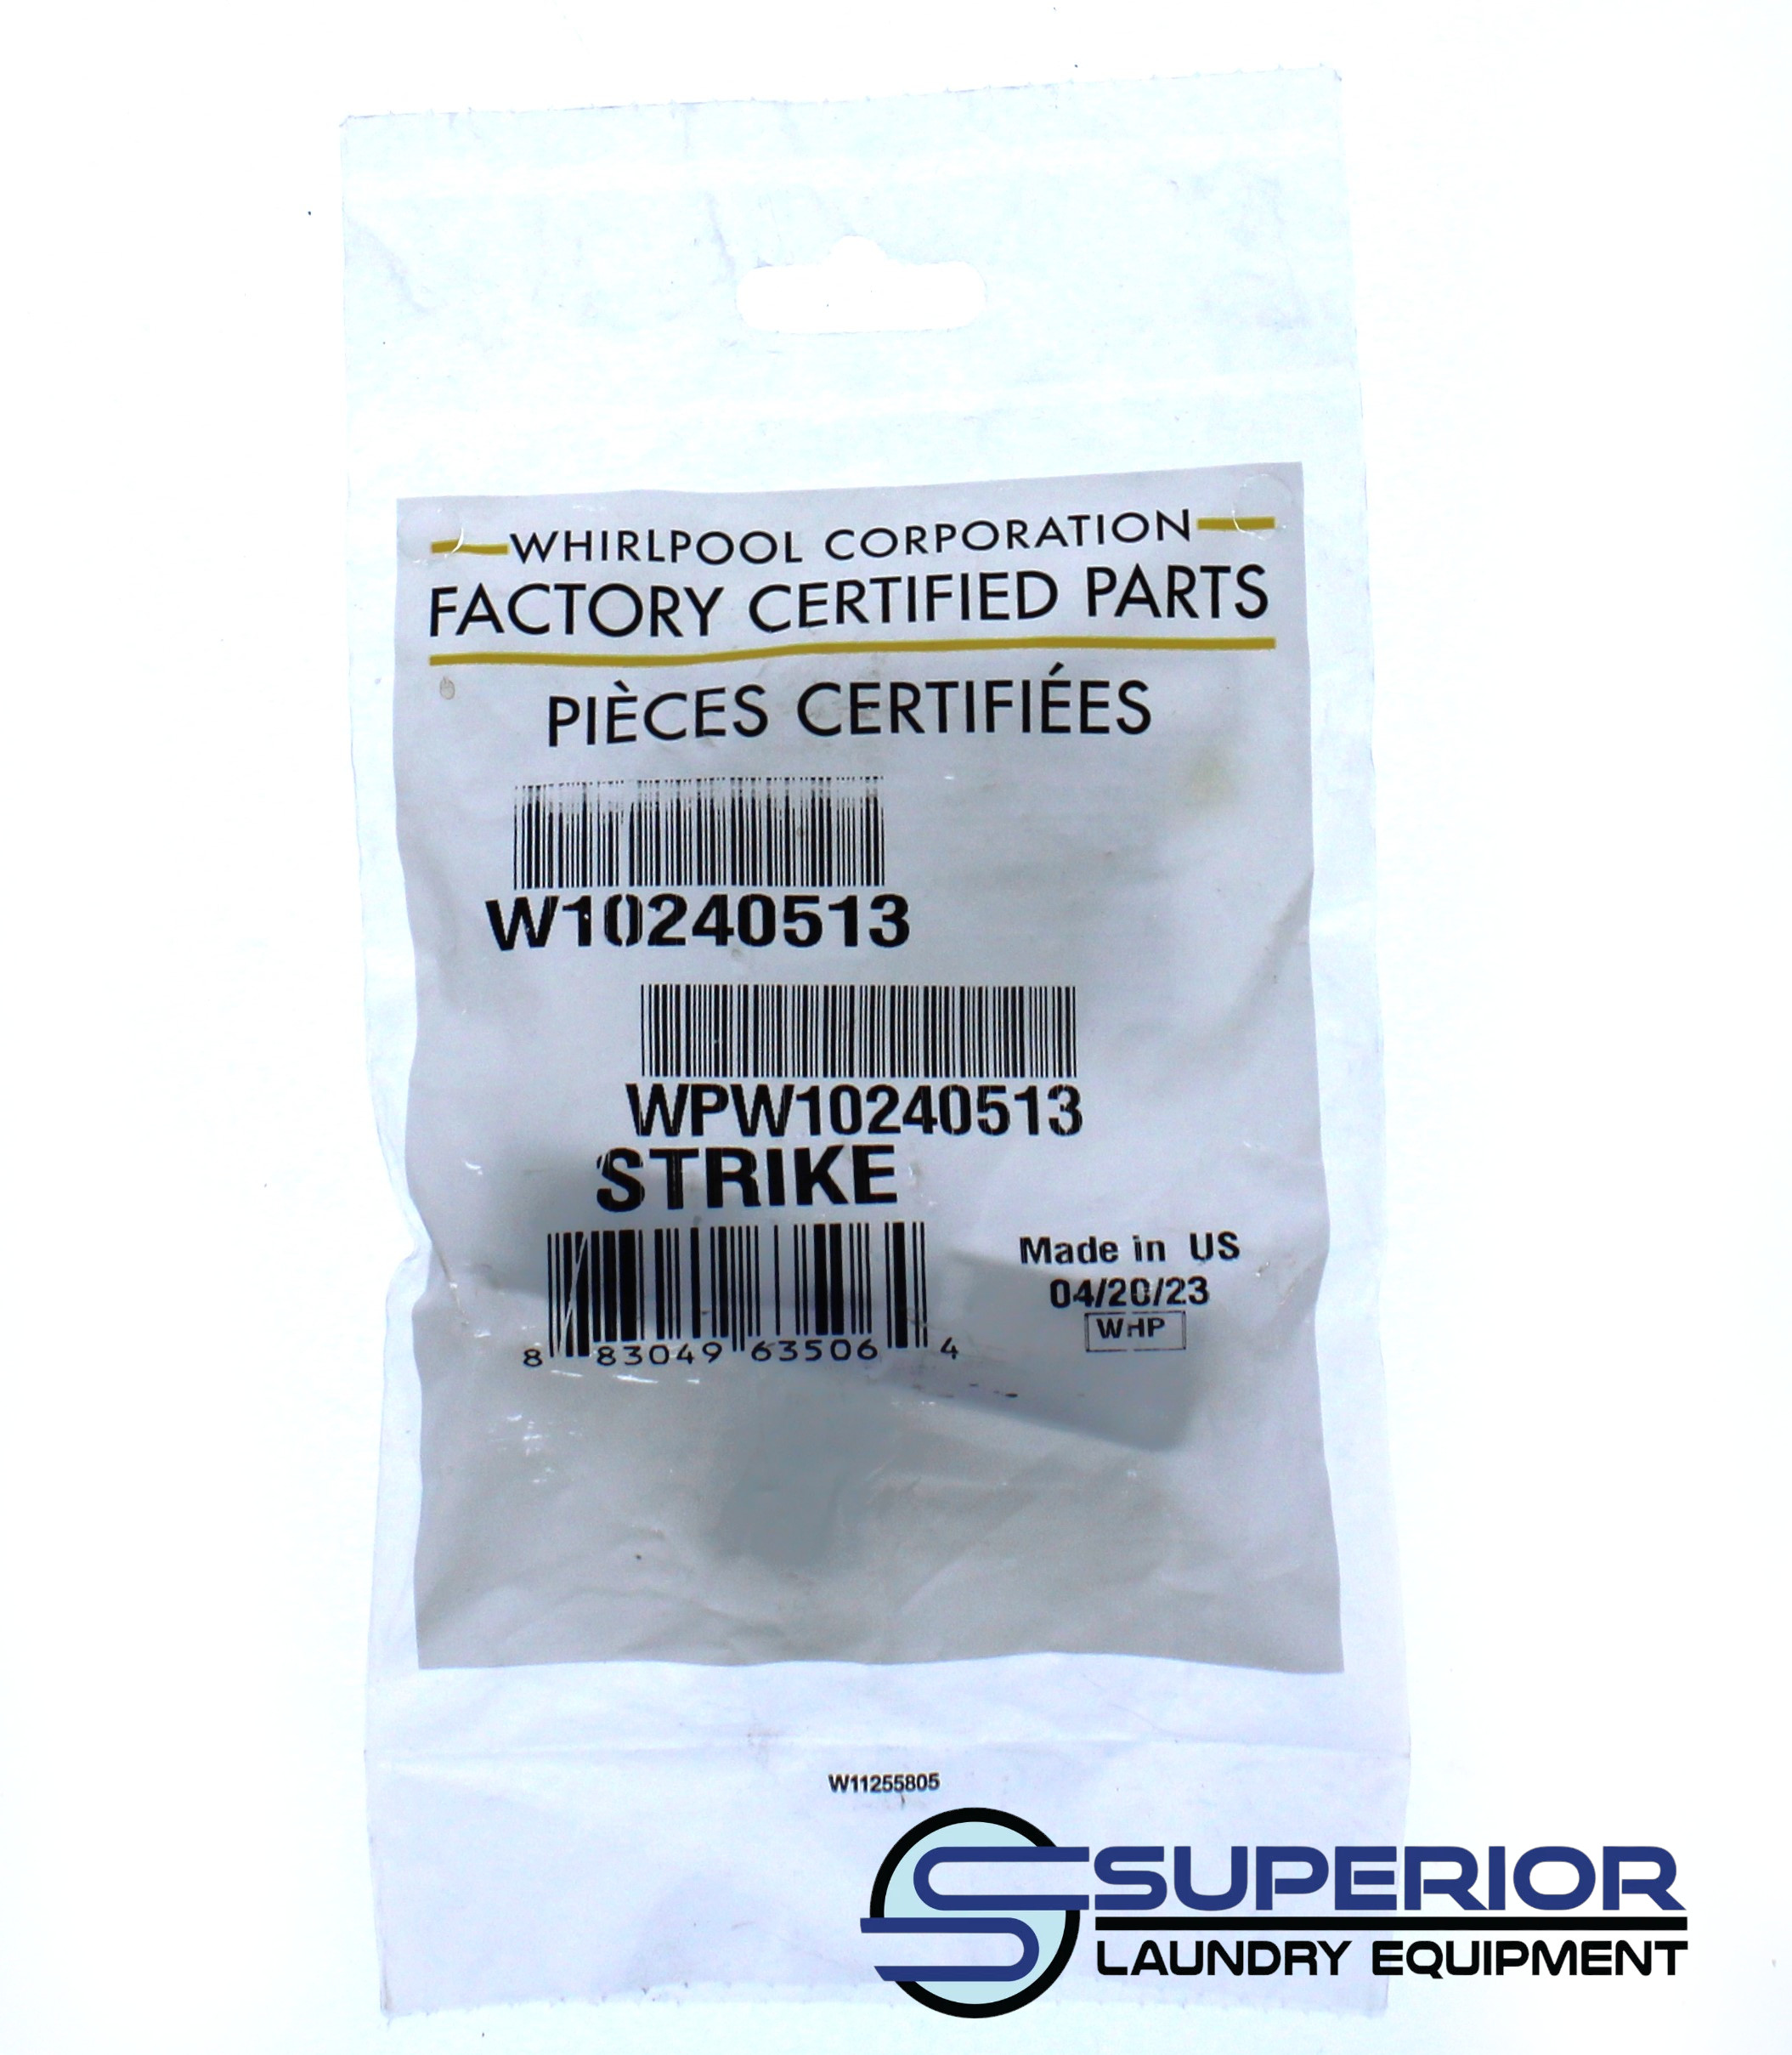 WHIRLPOOL CORPORATION
FACTORY CERTIFIED PARTS
PIÈCES CERTIFIÉES
W10240513
WPW10240513
STRIKE
8 83049 63506 4
Made in US
04/20/23
WHP
W11255805
SUPERIOR
LAUNDRY EQUIPMENT